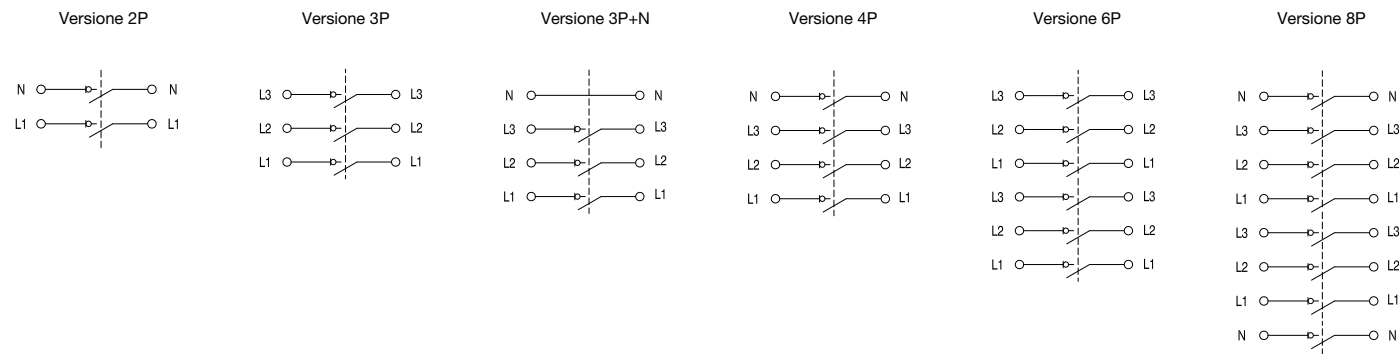 Versione 2P
N N
L1 L1
Versione 3P
L3 L3
L2 L2
L1 L1
Versione 3P+N
N N
L3 L3
L2 L2
L1 L1
Versione 4P
N N
L3 L3
L2 L2
L1 L1
Versione 6P
L3 L3
L2 L2
L1 L1
L3 L3
L2 L2
L1 L1
Versione 8P
N N
L3 L3
L2 L2
L1 L1
L3 L3
L2 L2
L1 L1
N N